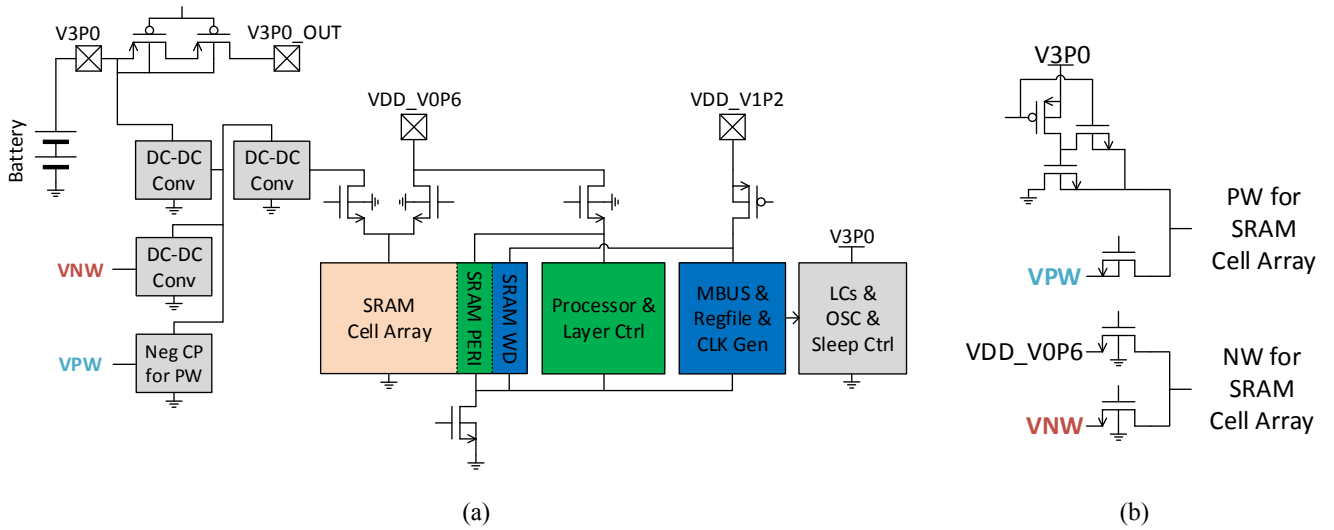 V3P0
V3P0_OUT
Battery
DC-DC
Conv
DC-DC
Conv
VNW
DC-DC
Conv
VPW
Neg CP
for PW
VDD_V0P6
VDD_V1P2
SRAM
Cell Array
SRAM PERI
SRAM WD
Processor &
Layer Ctrl
MBUS &
Regfile &
CLK Gen
V3P0
LCs &
OSC &
Sleep Ctrl
(a)
V3P0
PW for
SRAM
Cell Array
VPW
VDD_V0P6
NW for
SRAM
Cell Array
VNW
(b)